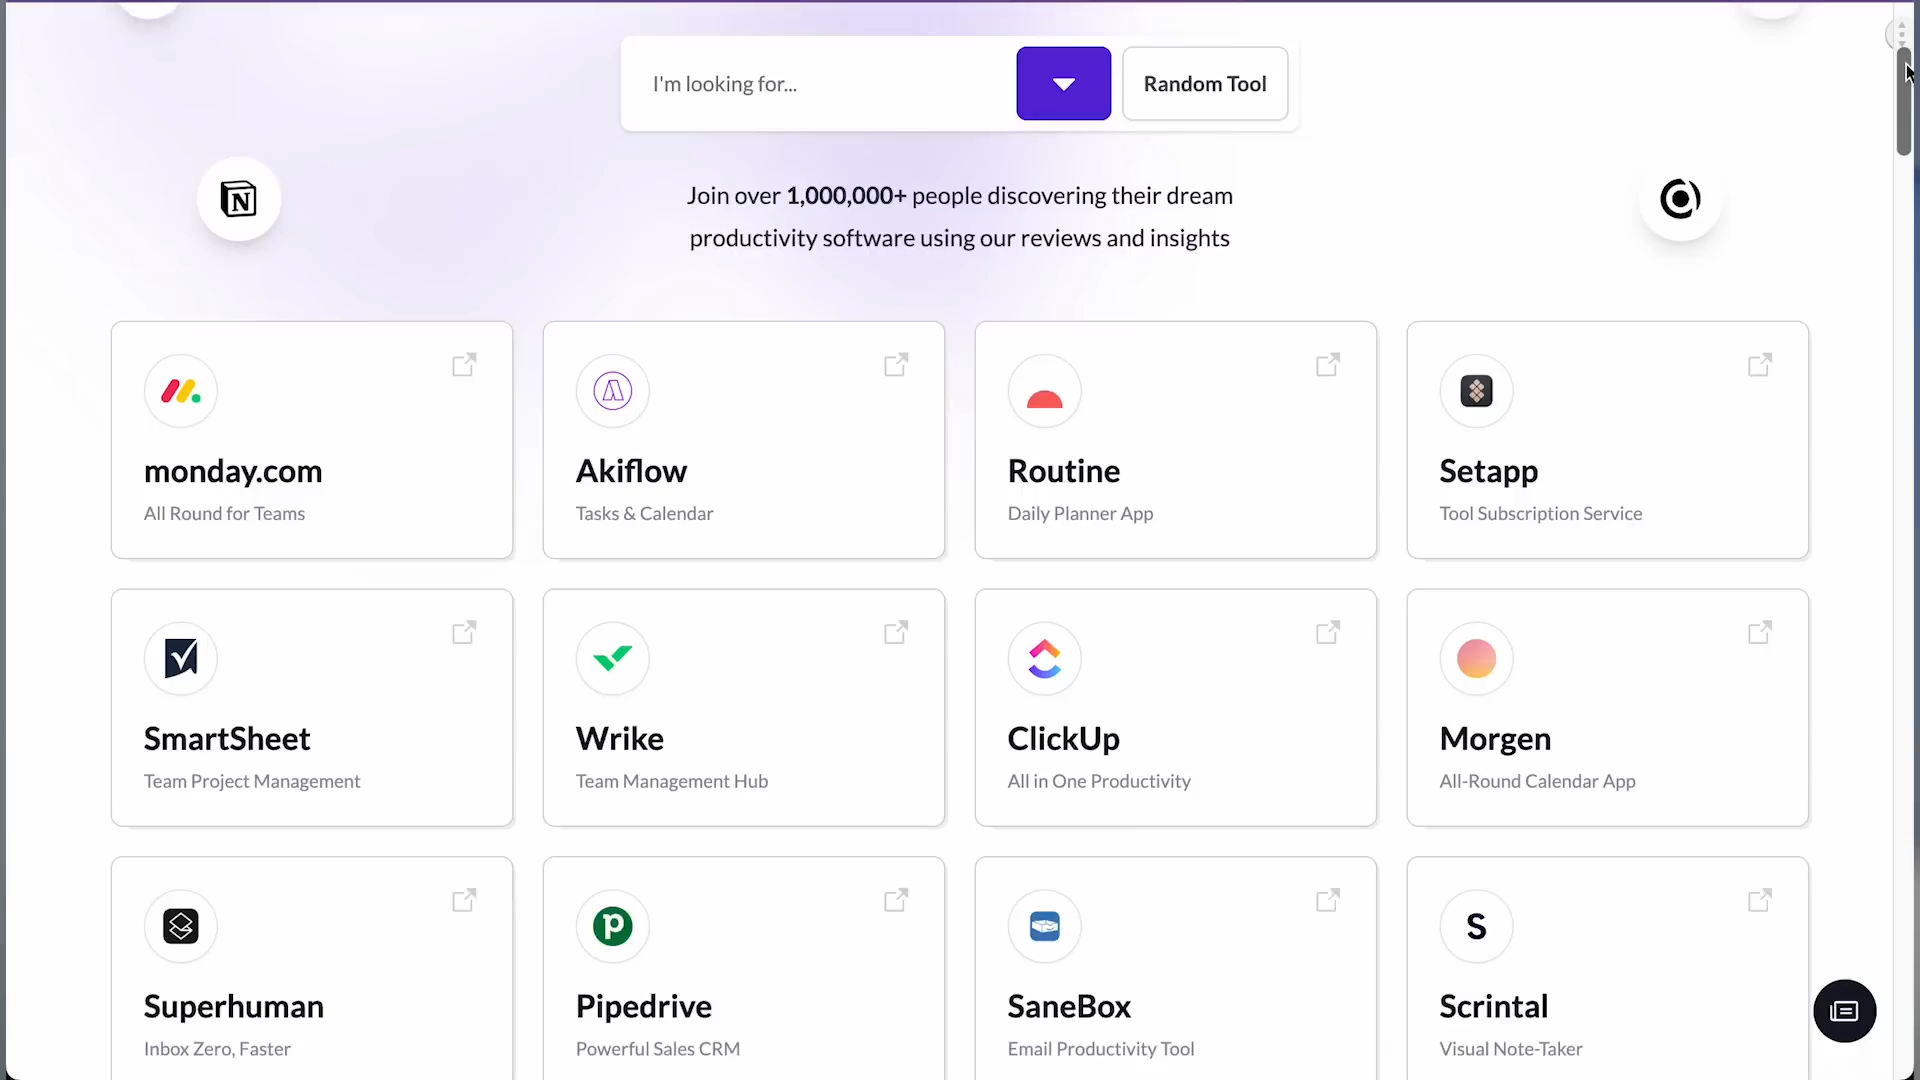 I'm looking for...
Random Tool
N
Join over 1,000,000+ people discovering their dream
productivity software using our reviews and insights
monday.com
All Round for Teams
Akiflow
Tasks & Calendar
Routine
Daily Planner App
Setapp
Tool Subscription Service
SmartSheet
Team Project Management
Wrike
Team Management Hub
ClickUp
All in One Productivity
Morgen
All-Round Calendar App
Superhuman
Inbox Zero, Faster
p
Pipedrive
Powerful Sales CRM
SaneBox
Email Productivity Tool
S
Scrintal
Visual Note-Taker